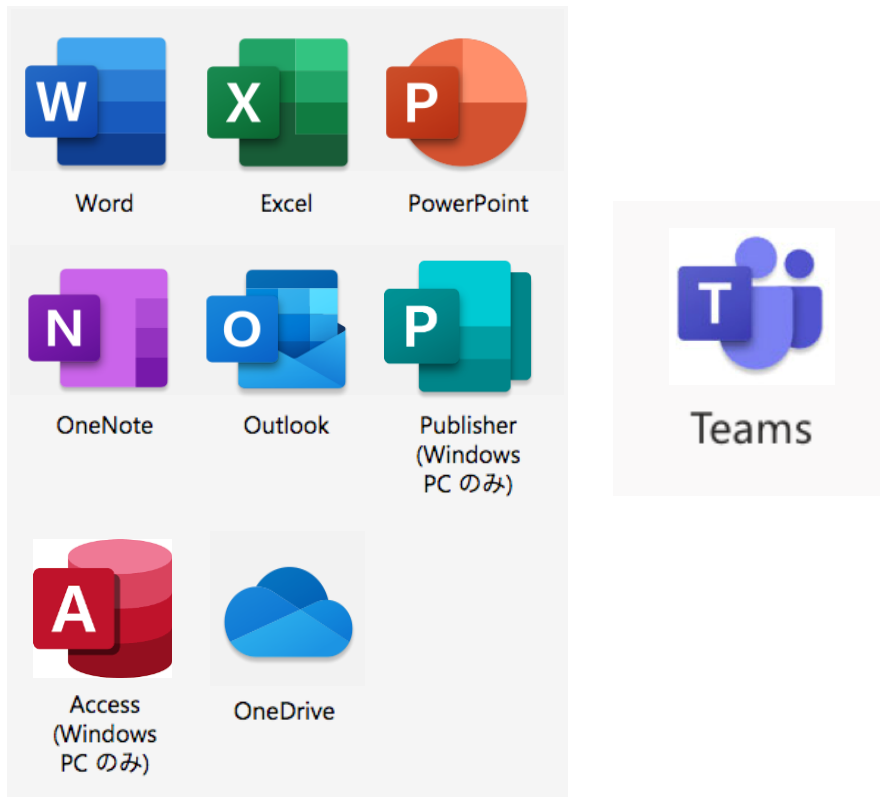 W
X
P
Word
Excel
PowerPoint
N
O
P
OneNote
Outlook
Publisher
(Windows
PC のみ)
T
Teams
A
Access
(Windows
PC のみ)
OneDrive